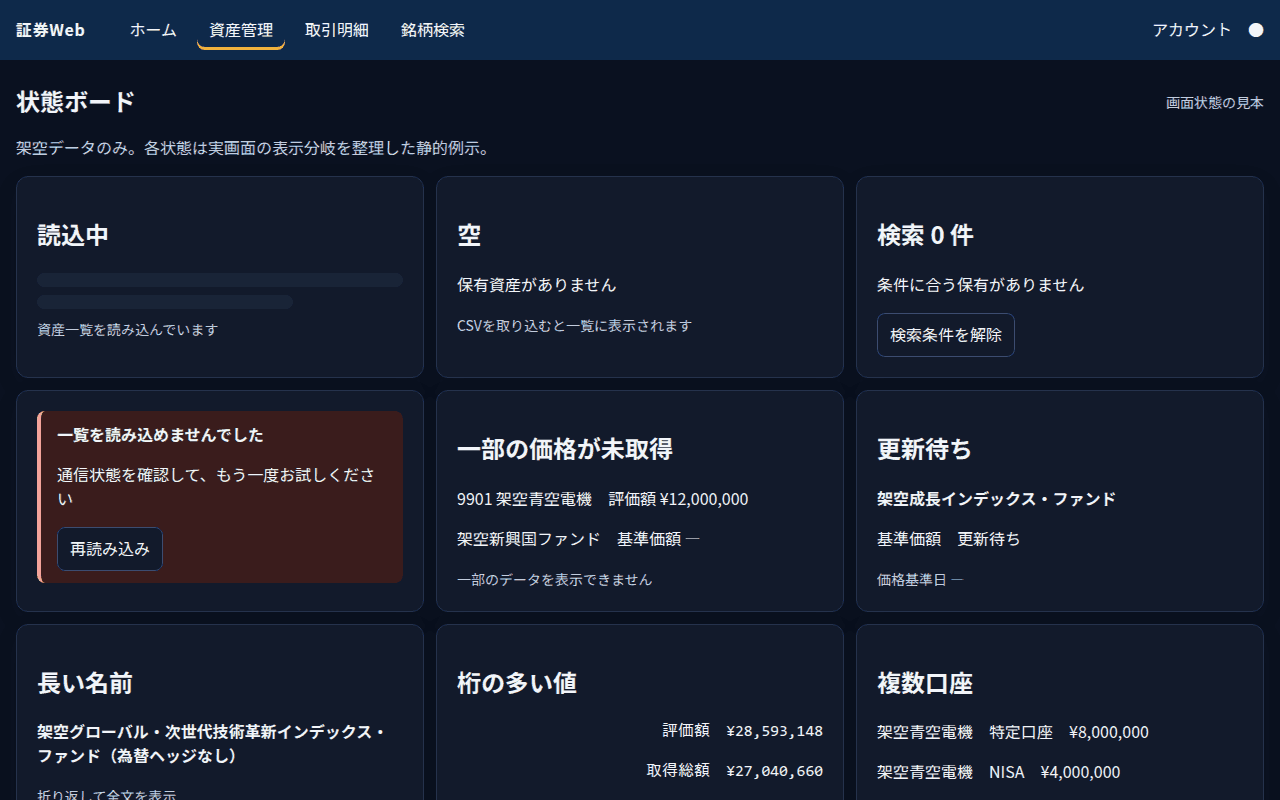 証券Web ホーム 資産管理 取引明細 銘柄検索 アカウント
状態ボード 画面状態の見本
架空データのみ。各状態は実画面の表示分岐を整理した静的例示。
読込中
資産一覧を読み込んでいます
空
保有資産がありません
CSVを取り込むと一覧に表示されます
検索 0 件
条件に合う保有がありません
検索条件を解除
一覧を読み込めませんでした
通信状態を確認して、もう一度お試しくださ
い
再読み込み
一部の価格が未取得
9901 架空青空電機　評価額 ¥12,000,000
架空新興国ファンド　基準価額 —
一部のデータを表示できません
更新待ち
架空成長インデックス・ファンド
基準価額　更新待ち
価格基準日 —
長い名前
架空グローバル・次世代技術革新インデックス・
ファンド（為替ヘッジなし）
折り返して全文を表示
桁の多い値
評価額　¥28,593,148
取得総額　¥27,040,660
複数口座
架空青空電機　特定口座　¥8,000,000
架空青空電機　NISA　¥4,000,000